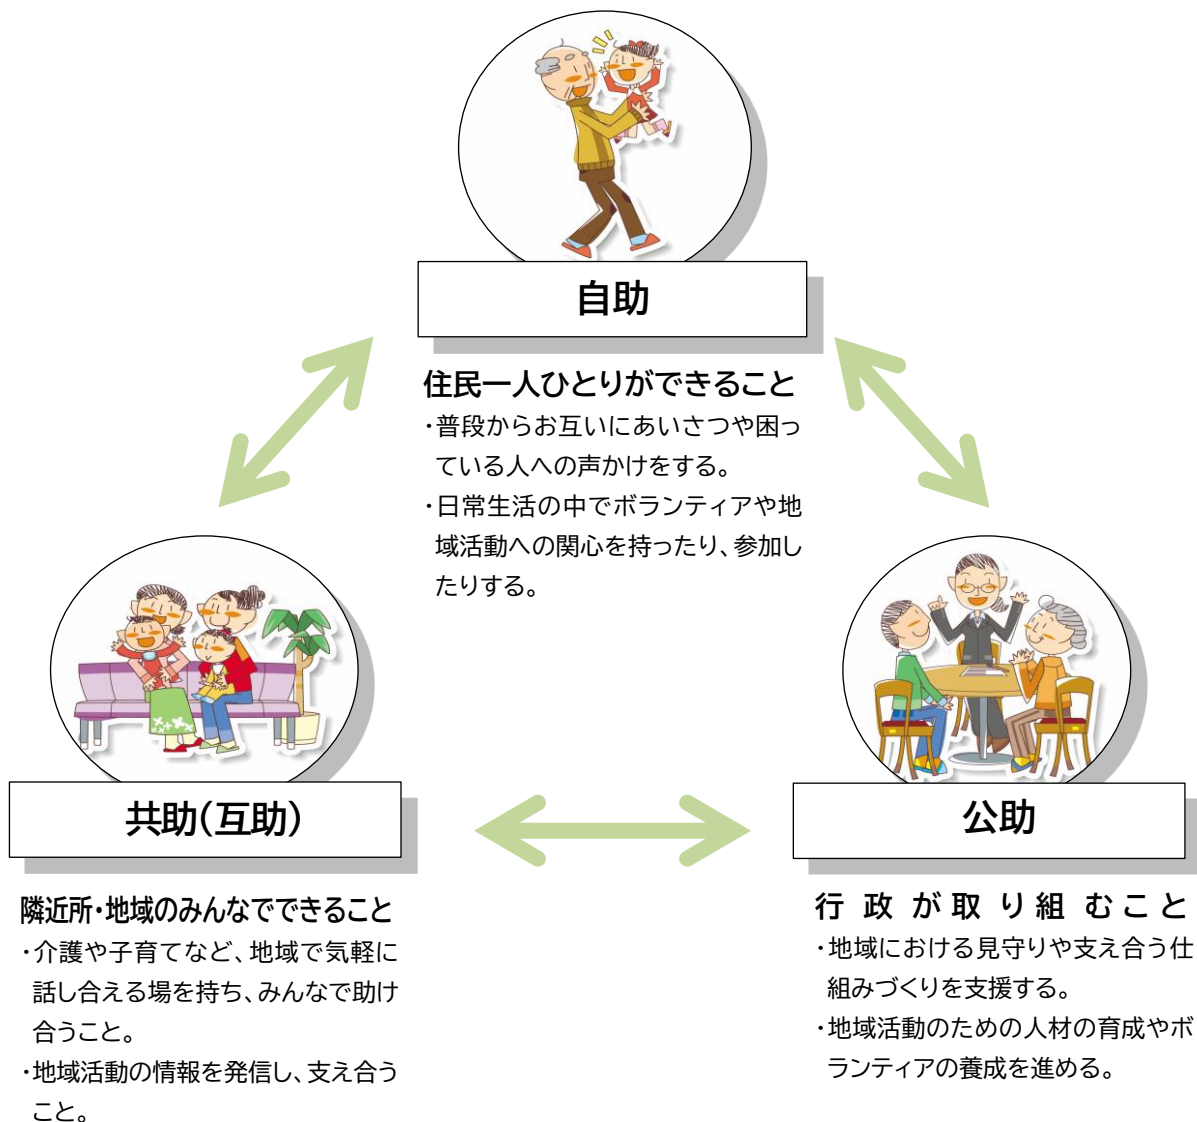 自助
住民一人ひとりができること
・普段からお互いにあいさつや困っ
ている人への声かけをする。
・日常生活の中でボランティアや地
域活動への関心を持ったり、参加し
たりする。
共助(互助)
隣近所・地域のみんなでできること
・介護や子育てなど、地域で気軽に
話し合える場を持ち、みんなで助け
合うこと。
・地域活動の情報を発信し、支え合う
こと。
公助
行政が取り組むこと
・地域における見守りや支え合う仕
組みづくりを支援する。
・地域活動のための人材の育成やボ
ランティアの養成を進める。